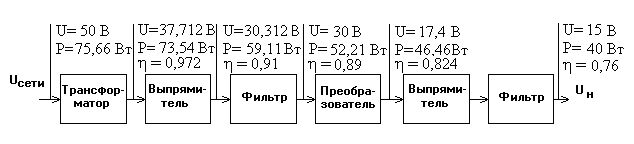 U= 50 В
P=75,66 Вт
U=37,712 В
P= 73,54 Вт
η = 0,972
U=30,312 В
P= 59,11Вт
η = 0,91
U= 30 В
P= 52,21 Вт
η = 0,89
U= 17,4 В
P=46,46Вт
η = 0,824
U= 15 В
P= 40 Вт
η = 0,76
Uсети
Трансфор-
матор
Выпрями-
тель
Фильтр
Преобра-
зователь
Выпрями-
тель
Фильтр
Uн